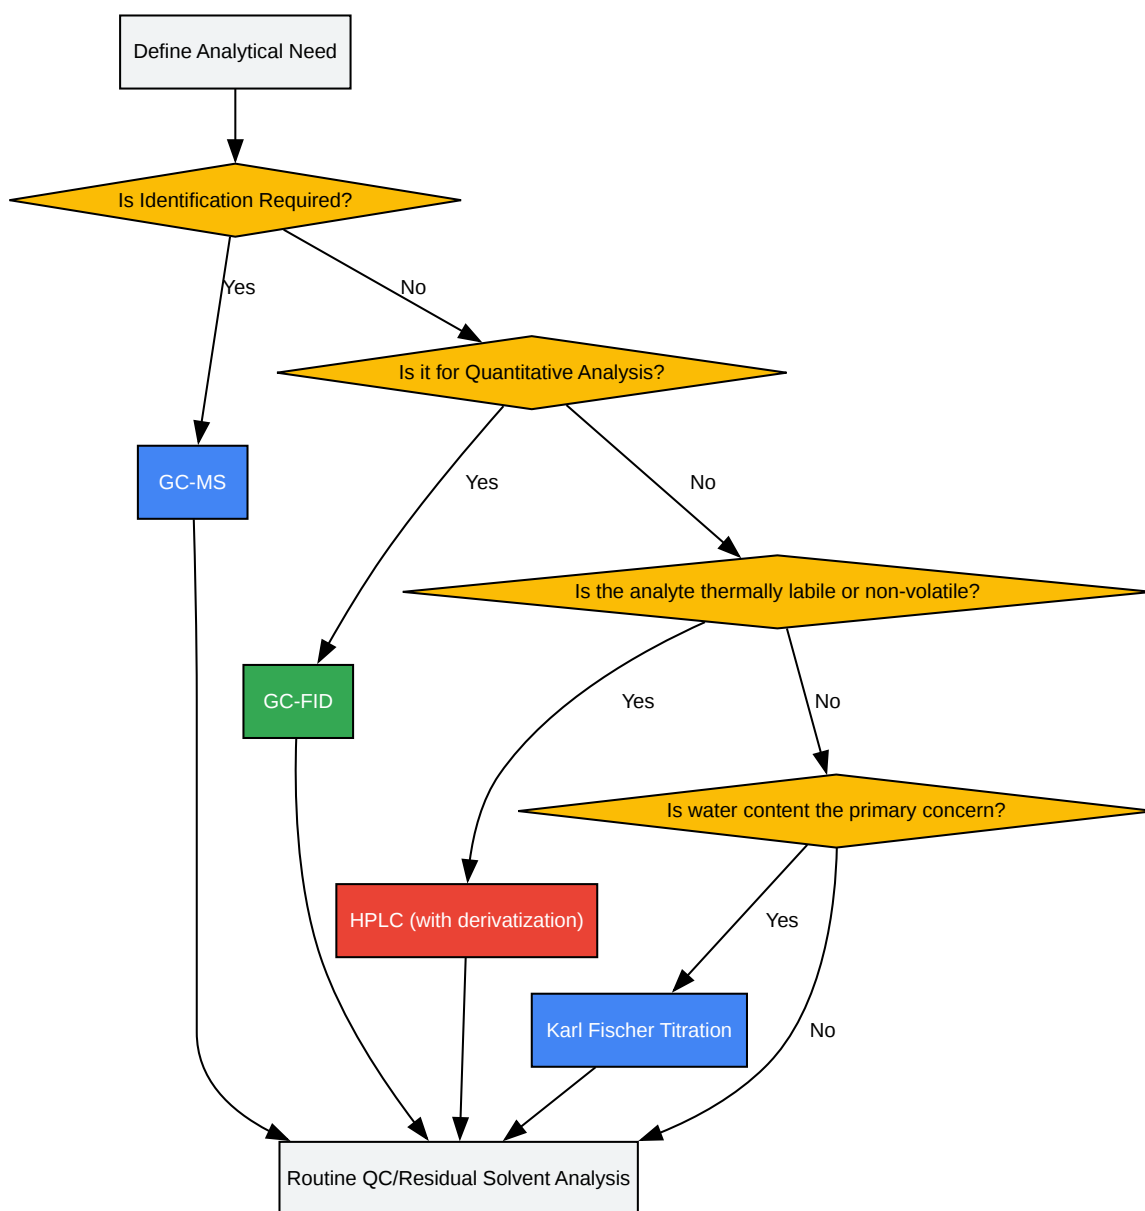 Define Analytical Need
Is Identification Required?
Yes
No
Is it for Quantitative Analysis?
GC-MS
Yes
No
Is the analyte thermally labile or non-volatile?
GC-FID
Yes
No
Is water content the primary concern?
HPLC (with derivatization)
Yes
Karl Fischer Titration
No
Routine QC/Residual Solvent Analysis